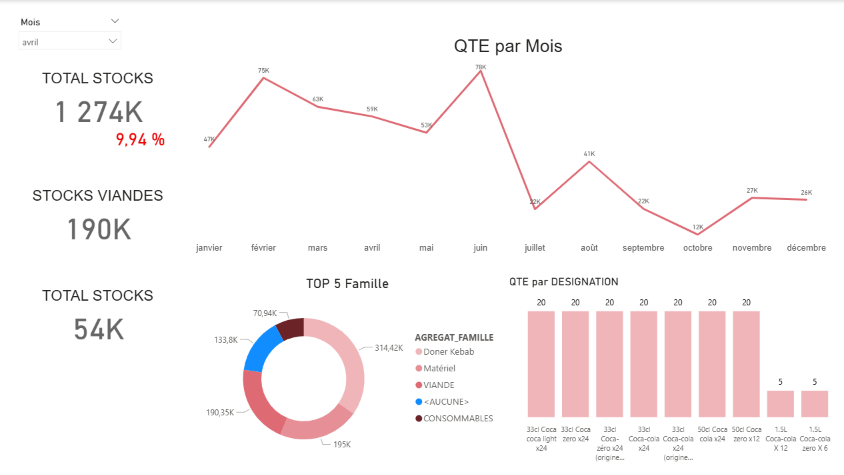 Mois
avril
TOTAL STOCKS
1 274K
9,94 %
STOCKS VIANDES
190K
TOTAL STOCKS
54K
QTE par Mois
47K
75K
63K
59K
53K
78K
22K
41K
22K
12K
27K
26K
janvier février mars avril mai juin juillet août septembre octobre novembre décembre
TOP 5 Famille
70,94K
133,8K
314,42K
190,35K
195K
AGREGAT_FAMILLE
Doner Kebab
Matériel
VIANDE
<AUCUNE>
CONSOMMABLES
QTE par DESIGNATION
20 20 20 20 20 20 20 5 5
33cl Coca
coca light
x24
33cl Coca
zero x24
33cl
Coca-
zéro x24
(origine...
33cl
Coca-cola
x24
33cl
Coca-cola
x24
(origine...
50cl Coca
cola x24
50cl Coca
zero x12
1.5L
Coca-cola
X 12
1.5L
Coca-cola
zero X 6